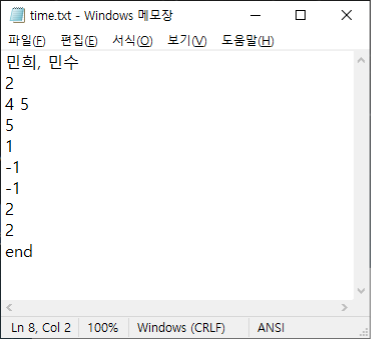 time.txt - Windows 메모장
파일(F) 편집(E) 서식(O) 보기(V) 도움말(H)
민희, 민수
2
4 5
5
1
-1
-1
2
2
end
Ln 8, Col 2 100% Windows (CRLF) ANSI